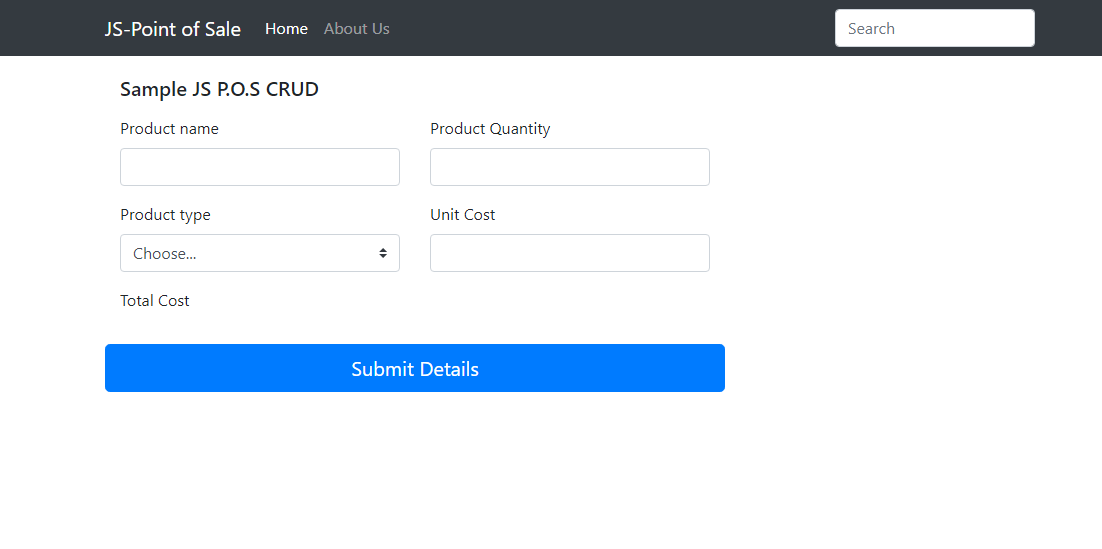 JS-Point of Sale Home About Us Search
Sample JS P.O.S CRUD
Product name Product Quantity
Product type Unit Cost
Choose...
Total Cost
Submit Details